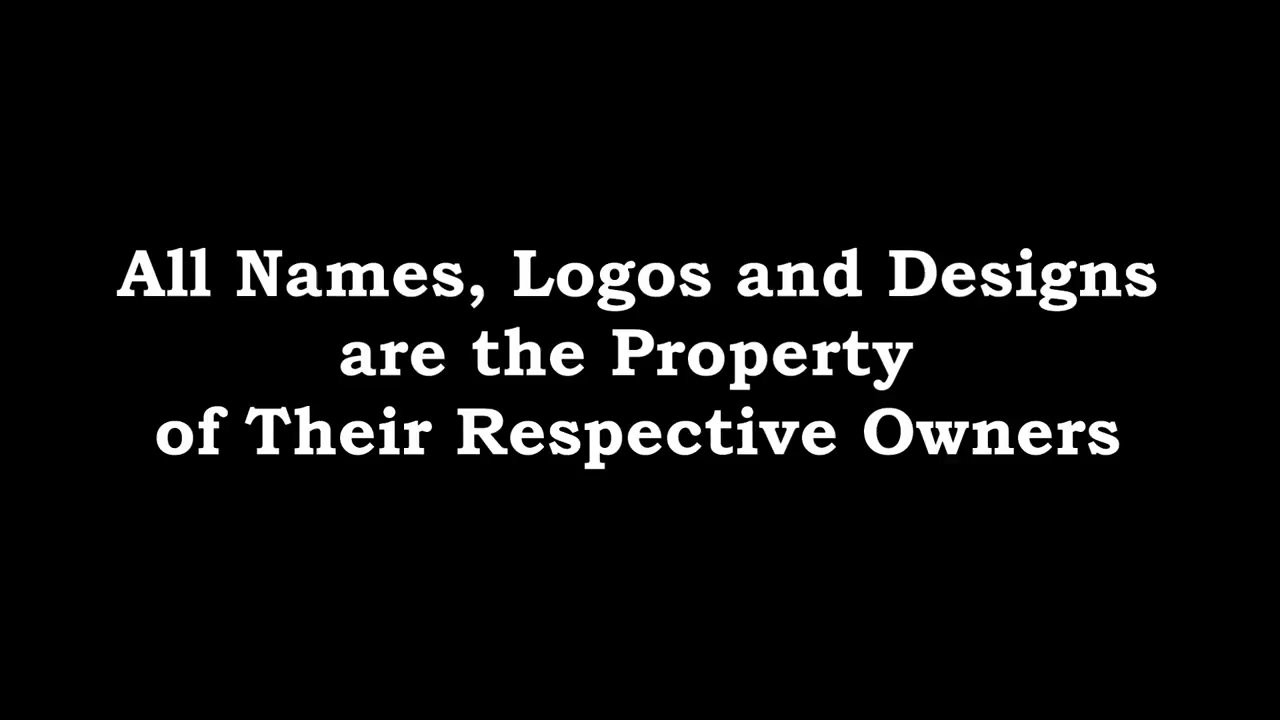 All Names, Logos and Designs
are the Property
of Their Respective Owners